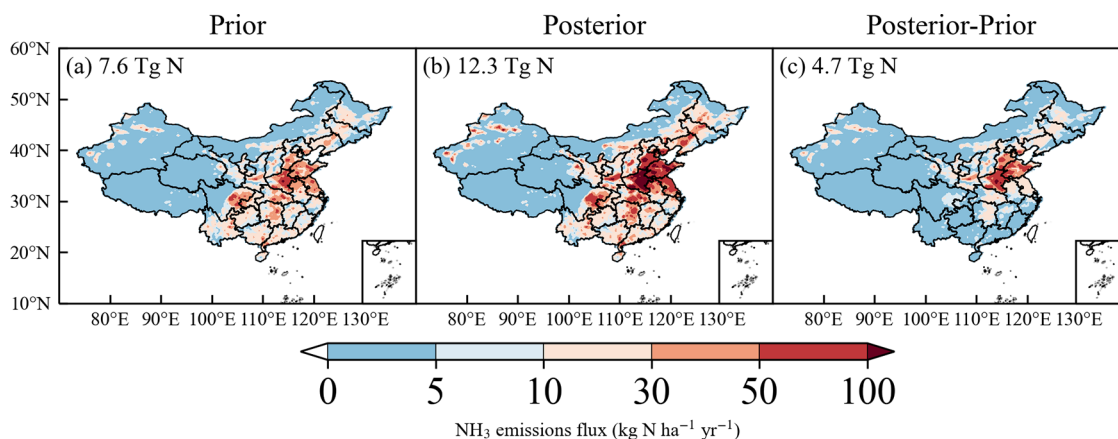 Prior Posterior Posterior-Prior
60°N
(a) 7.6 Tg N (b) 12.3 Tg N (c) 4.7 Tg N
50°N
40°N
30°N
20°N
10°N
80°E 90°E 100°E 110°E 120°E 130°E 80°E 90°E 100°E 110°E 120°E 130°E 80°E 90°E 100°E 110°E 120°E 130°E
0 5 10 30 50 100
NH₃ emissions flux (kg N ha⁻¹ yr⁻¹)